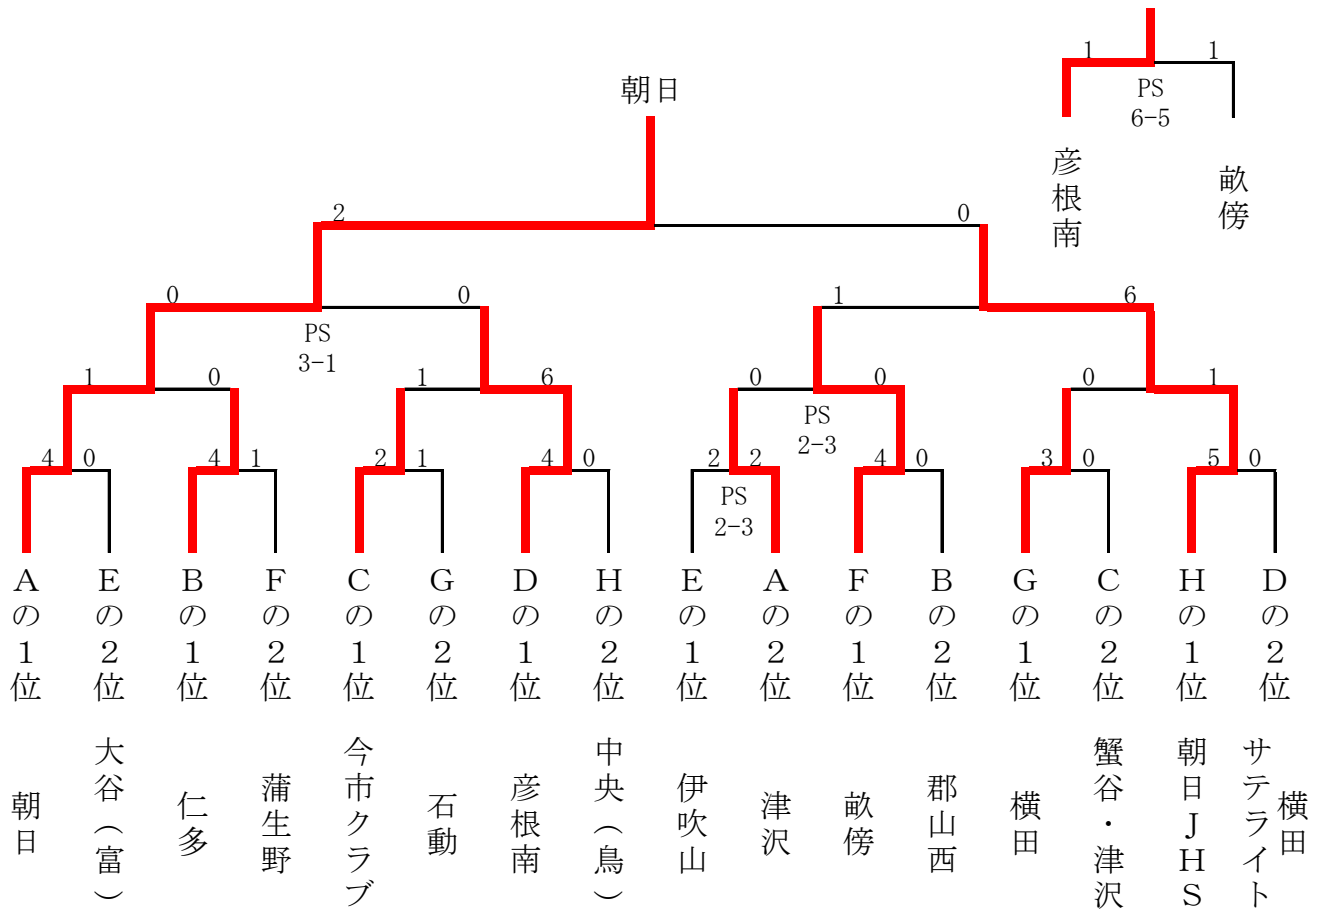 1 1
PS
6-5
彦根南
畝傍
朝日
2 0
0 0
PS
3-1
1 6
1 0
1 6
0 0
PS
2-3
0 1
4 0
4 1
2 1
4 0
2 2
PS
2-3
4 0
3 0
5 0
Aの1位
Eの2位
Bの1位
Fの2位
Cの1位
Gの2位
Dの1位
Hの2位
Eの1位
Aの2位
Fの1位
Bの2位
Gの1位
Cの2位
Hの1位
Dの2位
朝日
大谷（富）
仁多
蒲生野
今市クラブ
石動
彦根南
中央（鳥）
伊吹山
津沢
畝傍
郡山西
横田
蟹谷・津沢
朝日JHS
横田
サテライト